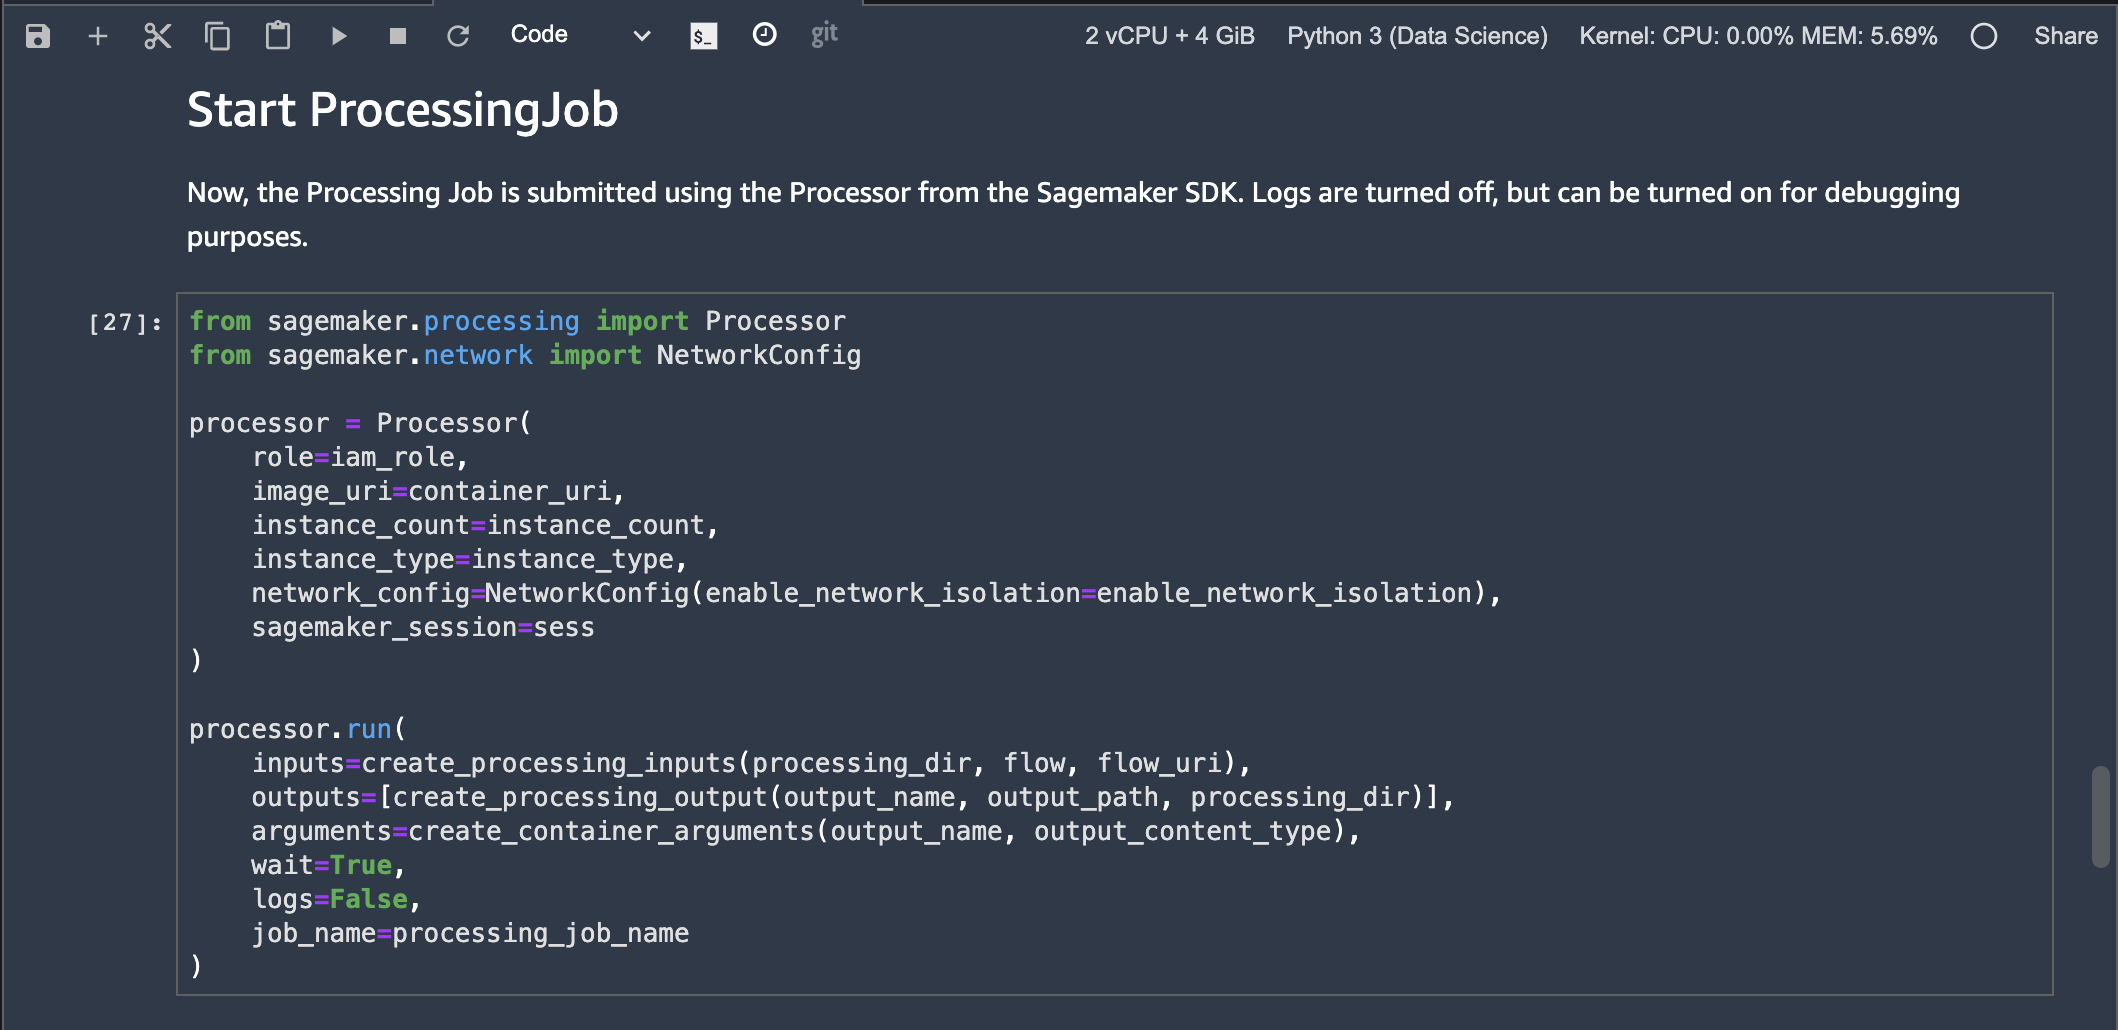 Code
$_
git
2 vCPU + 4 GiB
Python 3 (Data Science)
Kernel: CPU: 0.00% MEM: 5.69%
Share
Start ProcessingJob
Now, the Processing Job is submitted using the Processor from the Sagemaker SDK. Logs are turned off, but can be turned on for debugging
purposes.
[27]:
from sagemaker.processing import Processor
from sagemaker.network import NetworkConfig

processor = Processor(
    role=iam_role,
    image_uri=container_uri,
    instance_count=instance_count,
    instance_type=instance_type,
    network_config=NetworkConfig(enable_network_isolation=enable_network_isolation),
    sagemaker_session=sess
)

processor.run(
    inputs=create_processing_inputs(processing_dir, flow, flow_uri),
    outputs=[create_processing_output(output_name, output_path, processing_dir)],
    arguments=create_container_arguments(output_name, output_content_type),
    wait=True,
    logs=False,
    job_name=processing_job_name
)